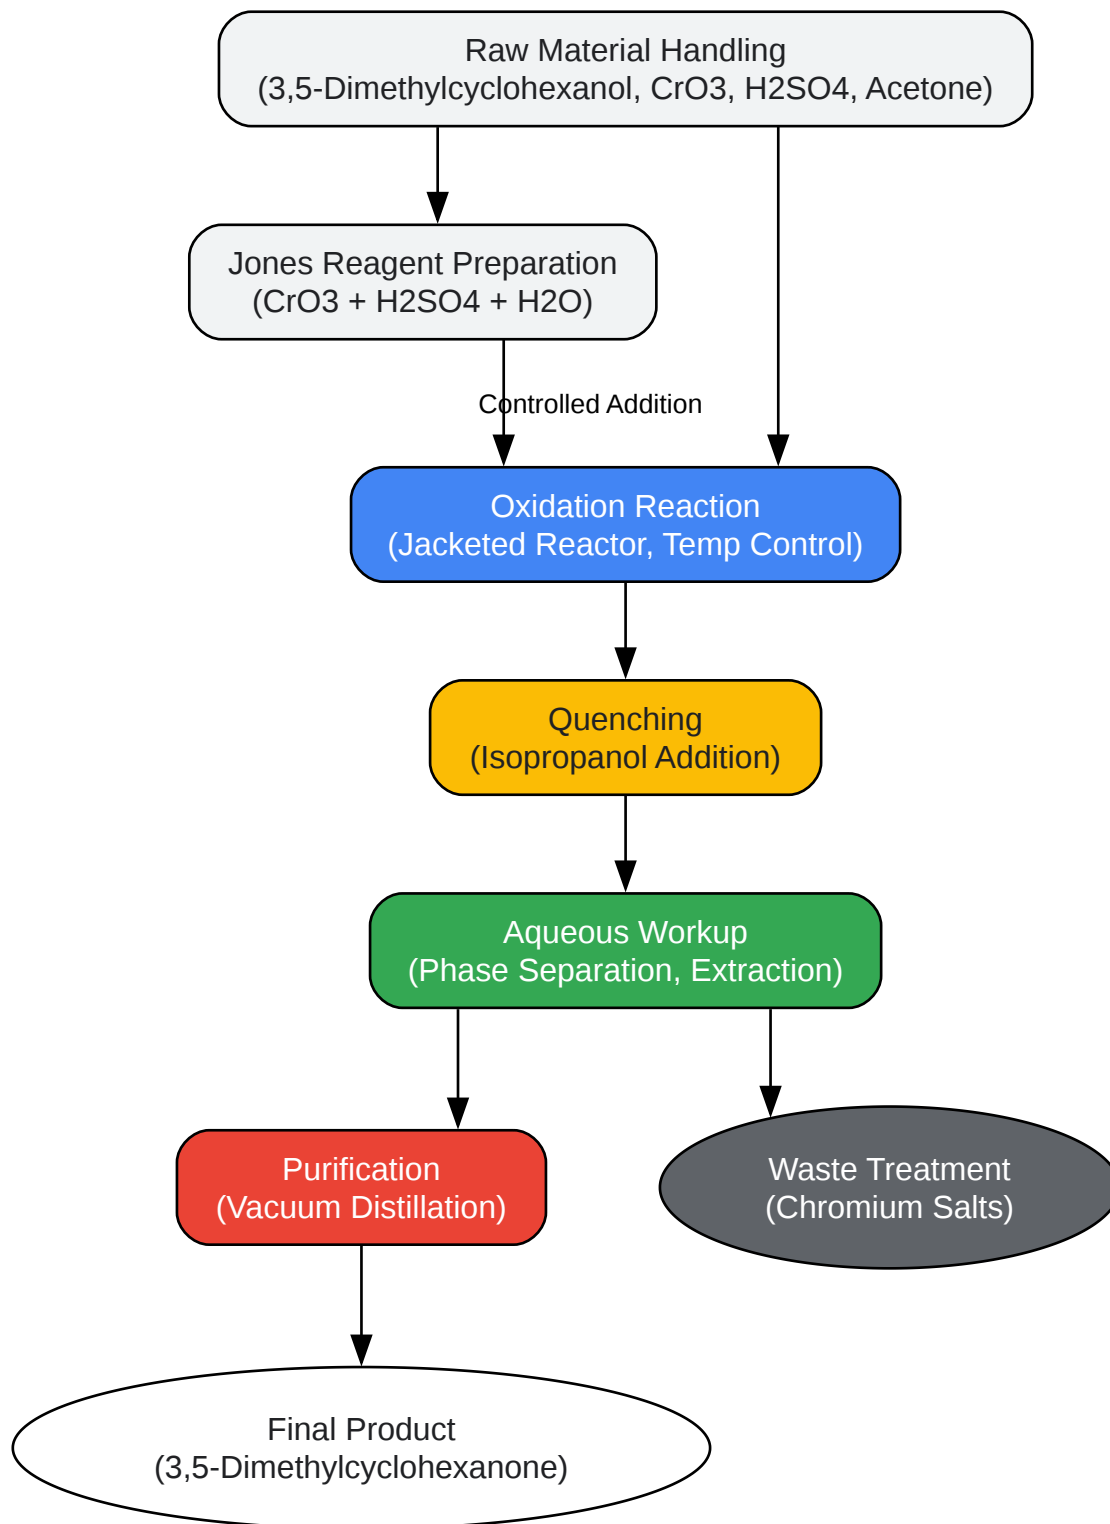 Raw Material Handling
(3,5-Dimethylcyclohexanol, CrO3, H2SO4, Acetone)
Jones Reagent Preparation
(CrO3 + H2SO4 + H2O)
Controlled Addition
Oxidation Reaction
(Jacketed Reactor, Temp Control)
Quenching
(Isopropanol Addition)
Aqueous Workup
(Phase Separation, Extraction)
Purification
(Vacuum Distillation)
Waste Treatment
(Chromium Salts)
Final Product
(3,5-Dimethylcyclohexanone)